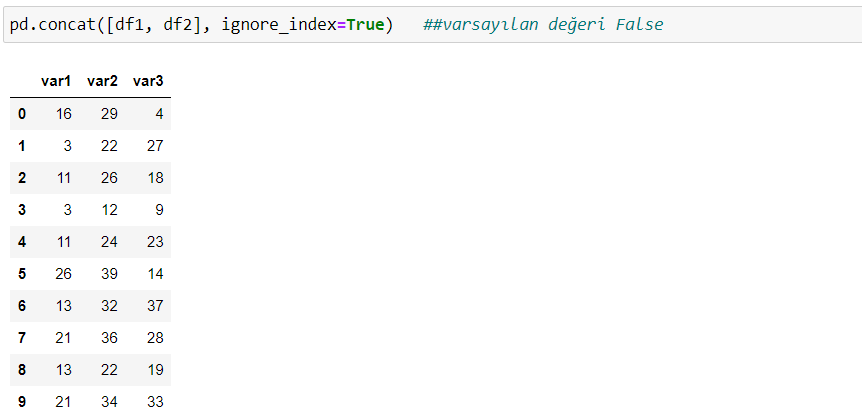 pd.concat([df1, df2], ignore_index=True) ##varsayılan değeri False
var1 var2 var3
0 16 29 4
1 3 22 27
2 11 26 18
3 3 12 9
4 11 24 23
5 26 39 14
6 13 32 37
7 21 36 28
8 13 22 19
9 21 34 33